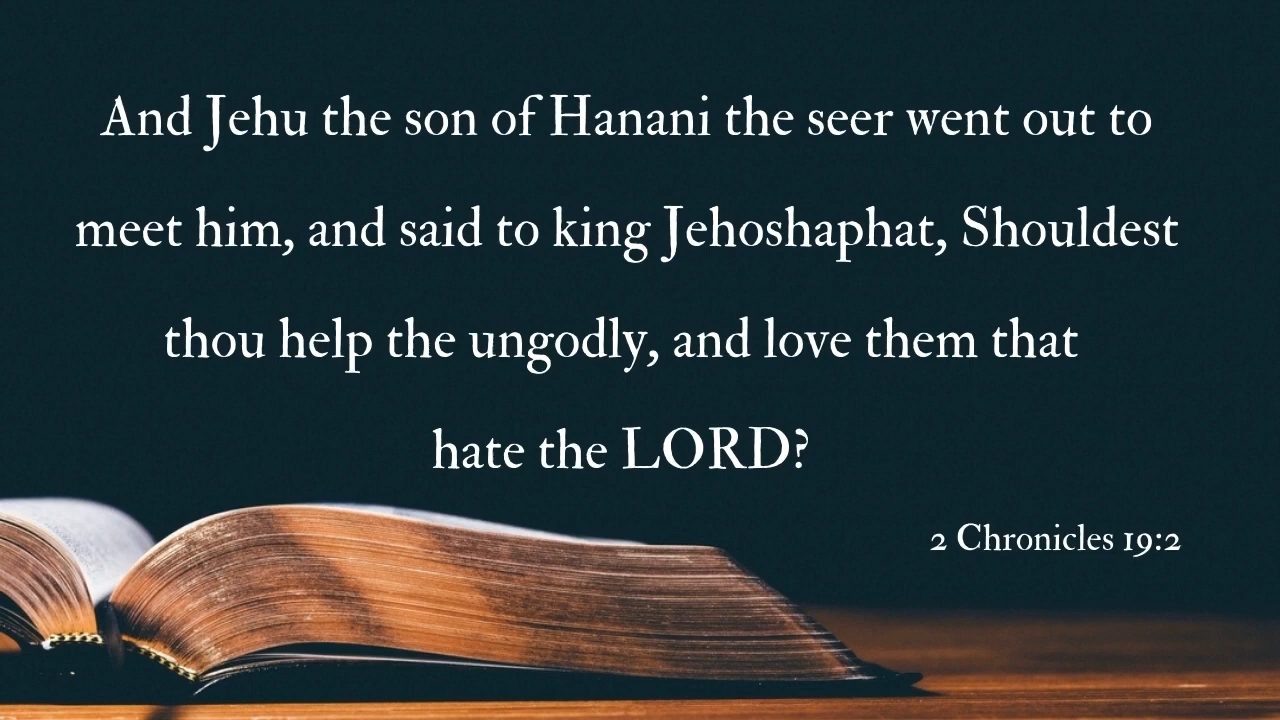 And Jehu the son of Hanani the seer went out to
meet him, and said to king Jehoshaphat, Shouldest
thou help the ungodly, and love them that
hate the LORD?
2 Chronicles 19:2